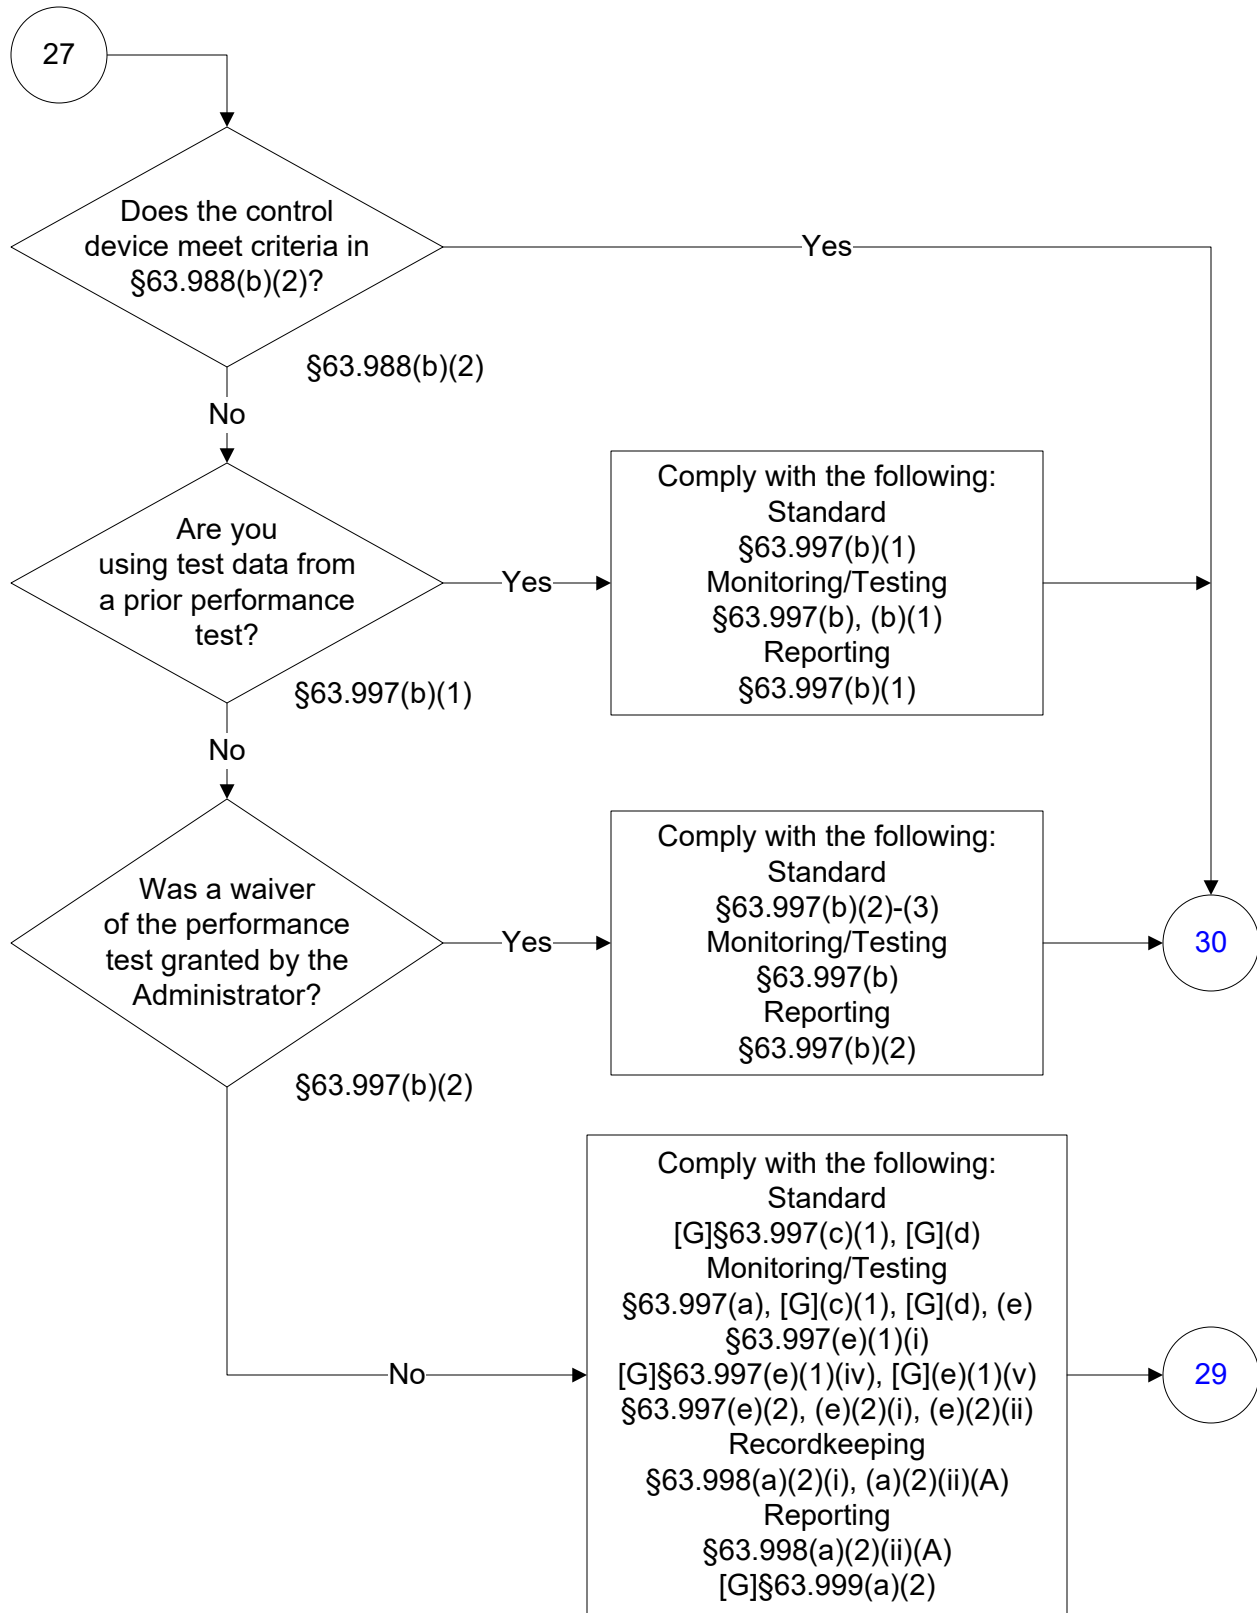 27
Does the control
device meet criteria in
§63.988(b)(2)?
Yes
§63.988(b)(2)
No
Are you
using test data from
a prior performance
test?
Yes
§63.997(b)(1)
Comply with the following:
Standard
§63.997(b)(1)
Monitoring/Testing
§63.997(b), (b)(1)
Reporting
§63.997(b)(1)
No
Was a waiver
of the performance
test granted by the
Administrator?
Yes
§63.997(b)(2)
Comply with the following:
Standard
§63.997(b)(2)-(3)
Monitoring/Testing
§63.997(b)
Reporting
§63.997(b)(2)
30
No
Comply with the following:
Standard
[G]§63.997(c)(1), [G](d)
Monitoring/Testing
§63.997(a), [G](c)(1), [G](d), (e)
§63.997(e)(1)(i)
[G]§63.997(e)(1)(iv), [G](e)(1)(v)
§63.997(e)(2), (e)(2)(i), (e)(2)(ii)
Recordkeeping
§63.998(a)(2)(i), (a)(2)(ii)(A)
Reporting
§63.998(a)(2)(ii)(A)
[G]§63.999(a)(2)
29